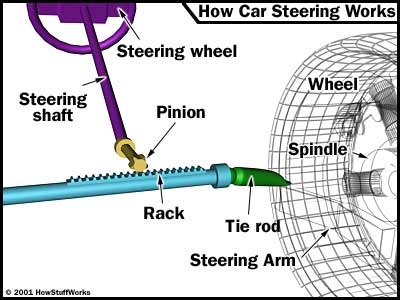 How Car Steering Works
Steering wheel
Steering
shaft
Pinion
Wheel
Spindle
Rack
Tie rod
Steering Arm
© 2001 HowStuffWorks